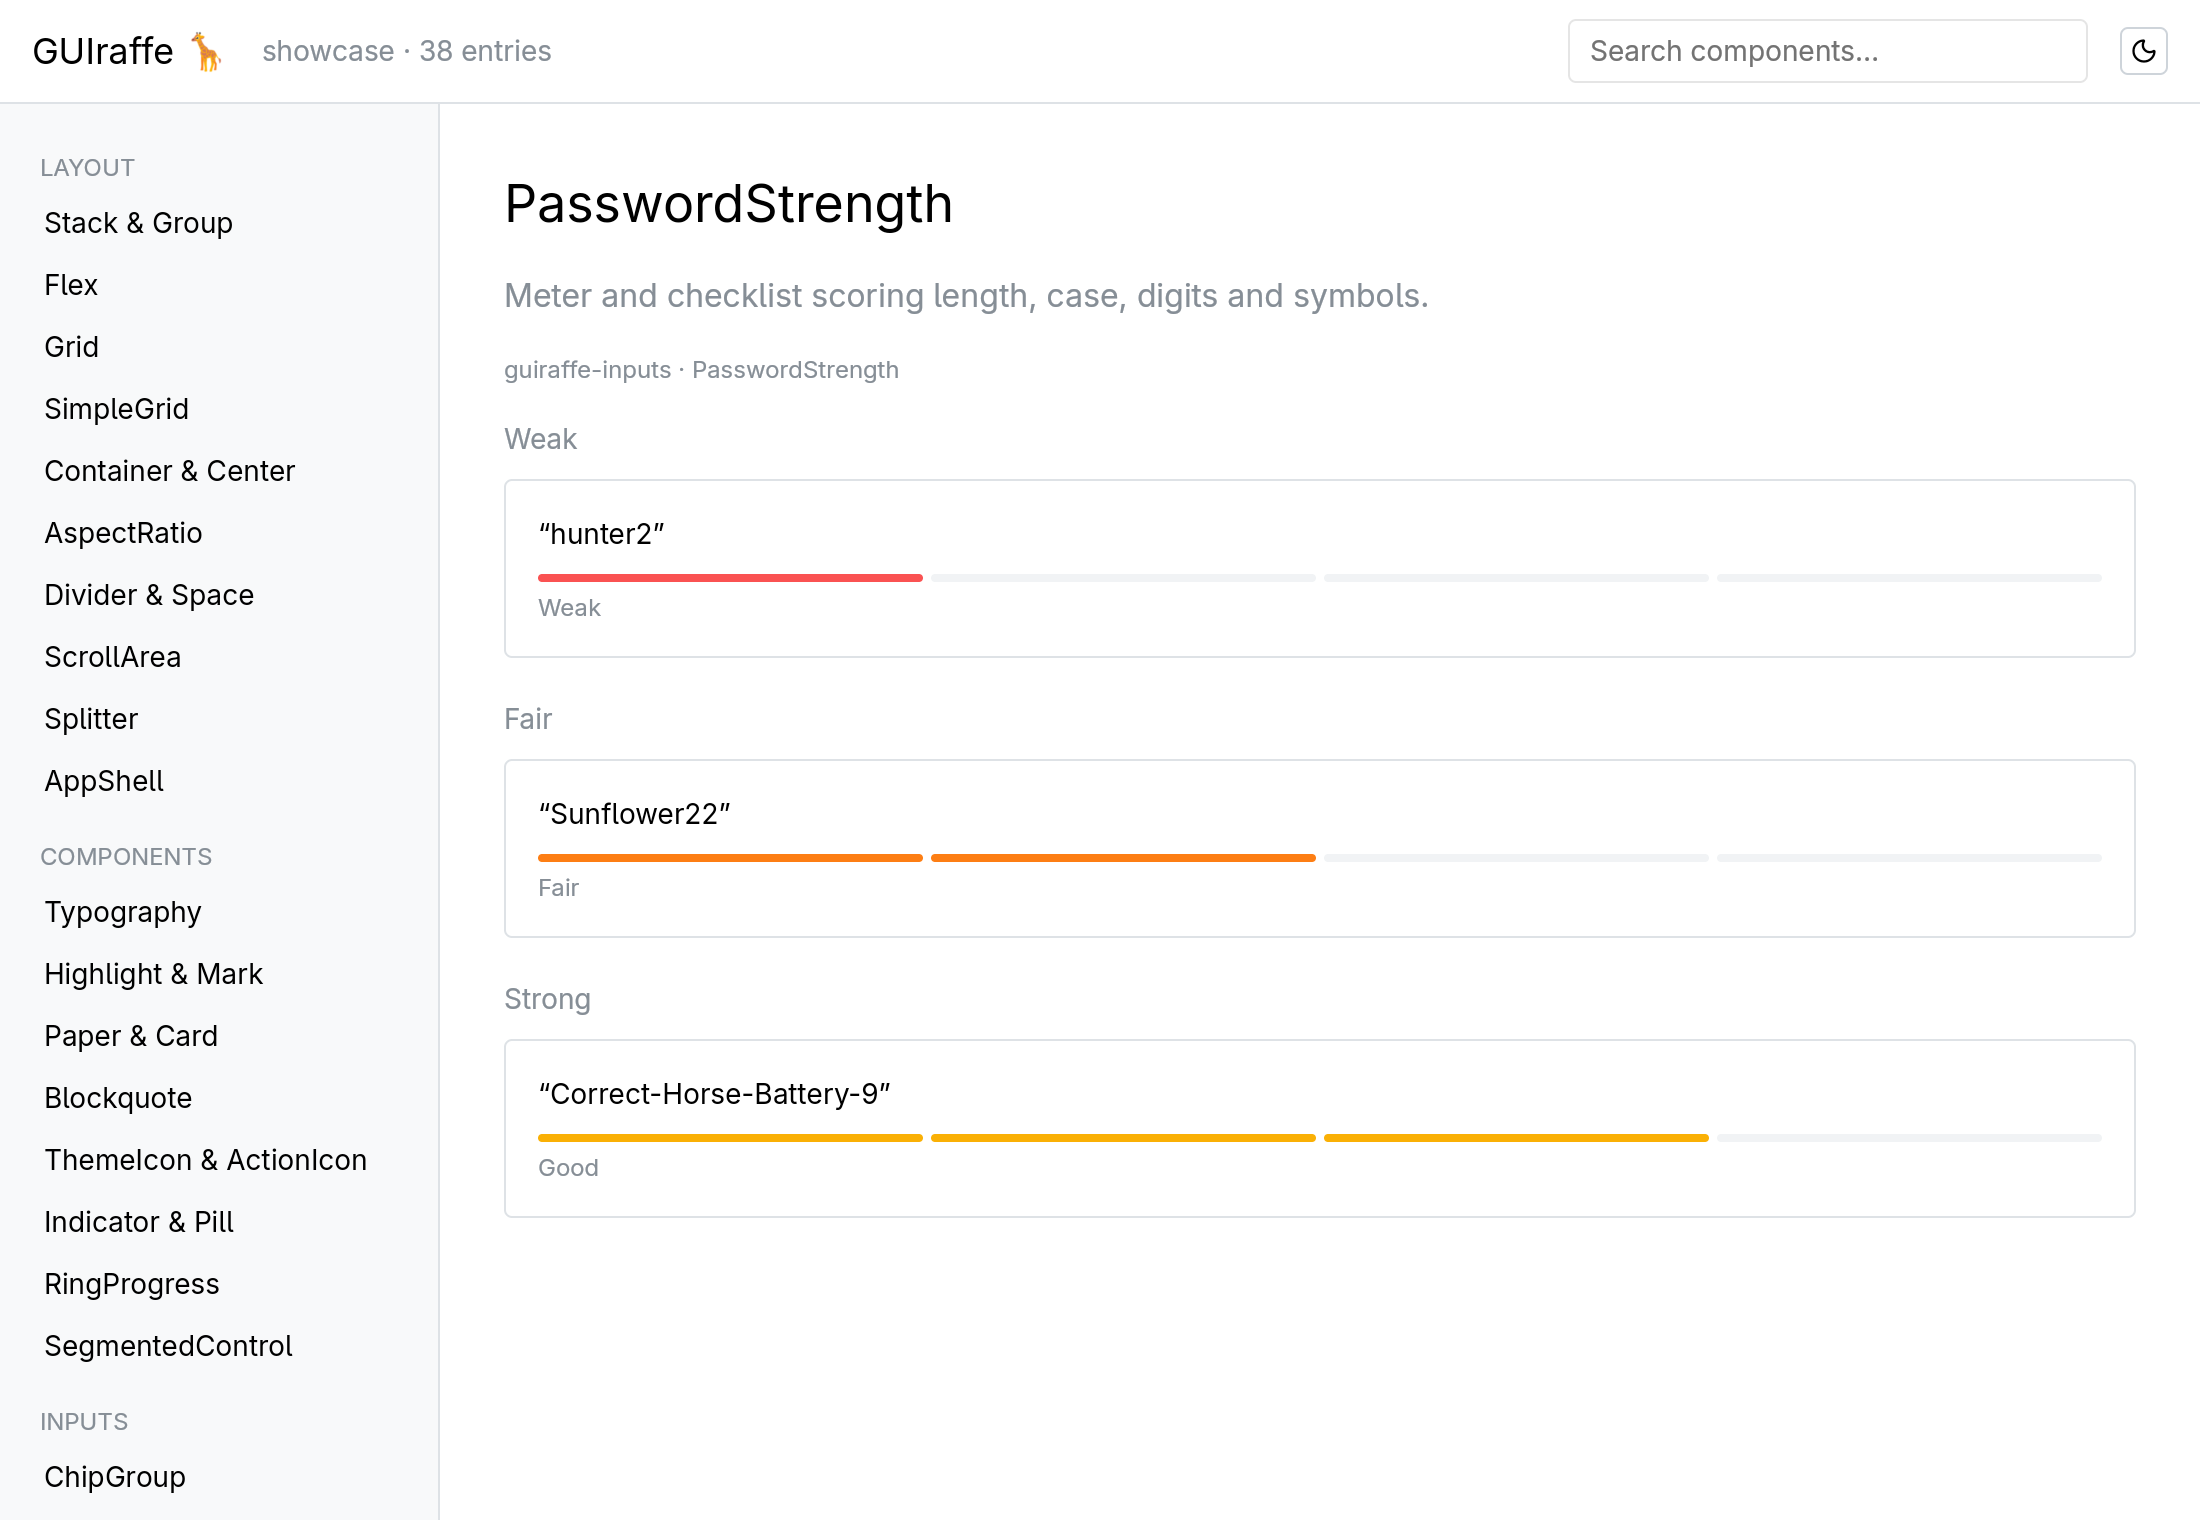 GUIraffe 🦒 showcase · 38 entries
Search components...
LAYOUT
Stack & Group
Flex
Grid
SimpleGrid
Container & Center
AspectRatio
Divider & Space
ScrollArea
Splitter
AppShell
COMPONENTS
Typography
Highlight & Mark
Paper & Card
Blockquote
ThemeIcon & ActionIcon
Indicator & Pill
RingProgress
SegmentedControl
INPUTS
ChipGroup
PasswordStrength
Meter and checklist scoring length, case, digits and symbols.
guiraffe-inputs · PasswordStrength
Weak
“hunter2”
Weak
Fair
“Sunflower22”
Fair
Strong
“Correct-Horse-Battery-9”
Good